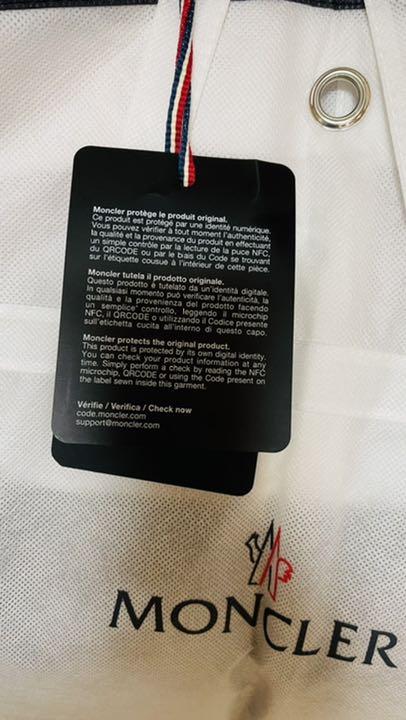 Moncler protège le produit original.
Ce produit est protégé par une identité numérique.
Vous pouvez vérifier à tout moment l'authenticité,
la qualité et la provenance du produit en effectuant
un simple contrôle par lecture de la puce NFC,
du QRCODE ou par le biais du Code se trouvant
sur l'étiquette cousue à l'intérieur de cette pièce.
Moncler tutela il prodotto originale.
Questo prodotto è tutelato da un'identità digitale.
In qualsiasi momento può verificare l'autenticità, la
qualità e la provenienza del prodotto facendo
un semplice controllo, leggendo il microchip
NFC, il QRCODE o utilizzando il Codice presente
sull'etichetta cucita all'interno di questo capo.
Moncler protects the original product.
This product is protected by its own digital identity.
You can check your product information at any
time. Simply perform a check by reading the NFC
microchip, QRCODE or using the Code present on
the label sewn inside this garment.
Vérifie / Verifica / Check now
code.moncler.com
support@moncler.com
MONCLER